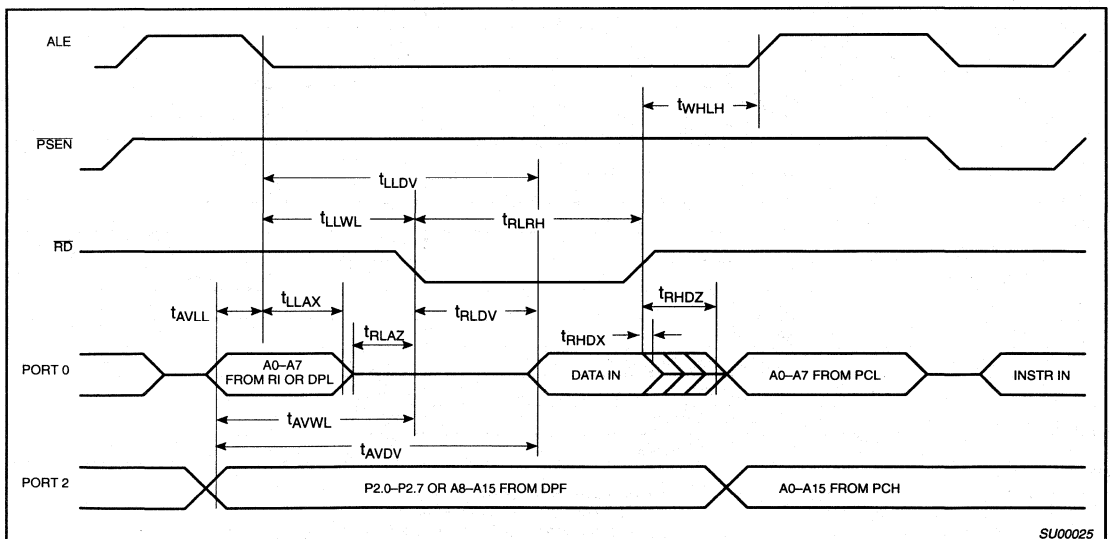 ALE
tWHLH
PSEN
tLLDV
tLLWL
tRLRH
RD
tAVLL
tLLAX
tRLAZ
tRLDV
tRHDZ
tRHDX
PORT 0
A0–A7
FROM RI OR DPL
DATA IN
A0–A7 FROM PCL
INSTR IN
tAVWL
tAVDV
PORT 2
P2.0–P2.7 OR A8–A15 FROM DPF
A0–A15 FROM PCH
SU00025